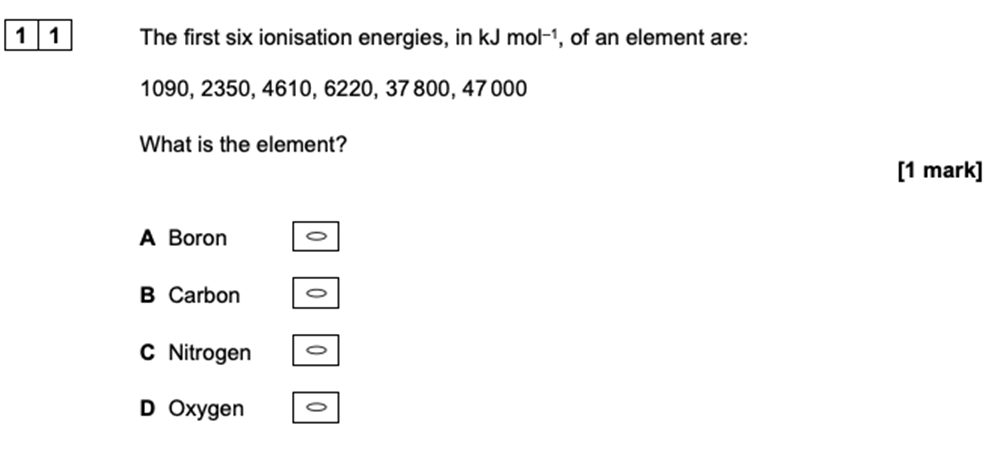 1 1 The first six ionisation energies, in kJ mol⁻¹, of an element are:
1090, 2350, 4610, 6220, 37 800, 47 000
What is the element?
[1 mark]
A Boron
B Carbon
C Nitrogen
D Oxygen